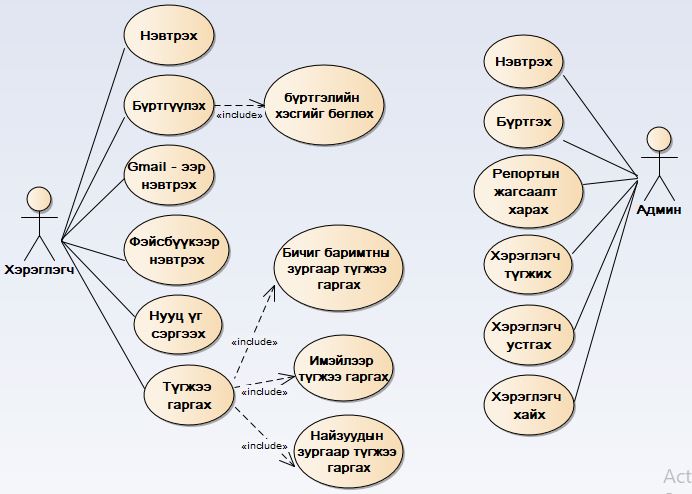 Нэвтрэх
Бүртгүүлэх
«include»
бүртгэлийн
хэсгийг бөглөх
Gmail - ээр
нэвтрэх
Хэрэглэгч
Фэйсбүүкээр
нэвтрэх
Нууц үг
сэргээх
Түгжээ
гаргах
«include»
Бичиг баримтны
зургаар түгжээ
гаргах
«include»
Имэйлээр
түгжээ гаргах
«include»
Найзуудын
зургаар түгжээ
гаргах
Нэвтрэх
Бүртгэх
Репортын
жагсаалт
харах
Админ
Хэрэглэгч
түгжих
Хэрэглэгч
устгах
Хэрэглэгч
хайх
Act